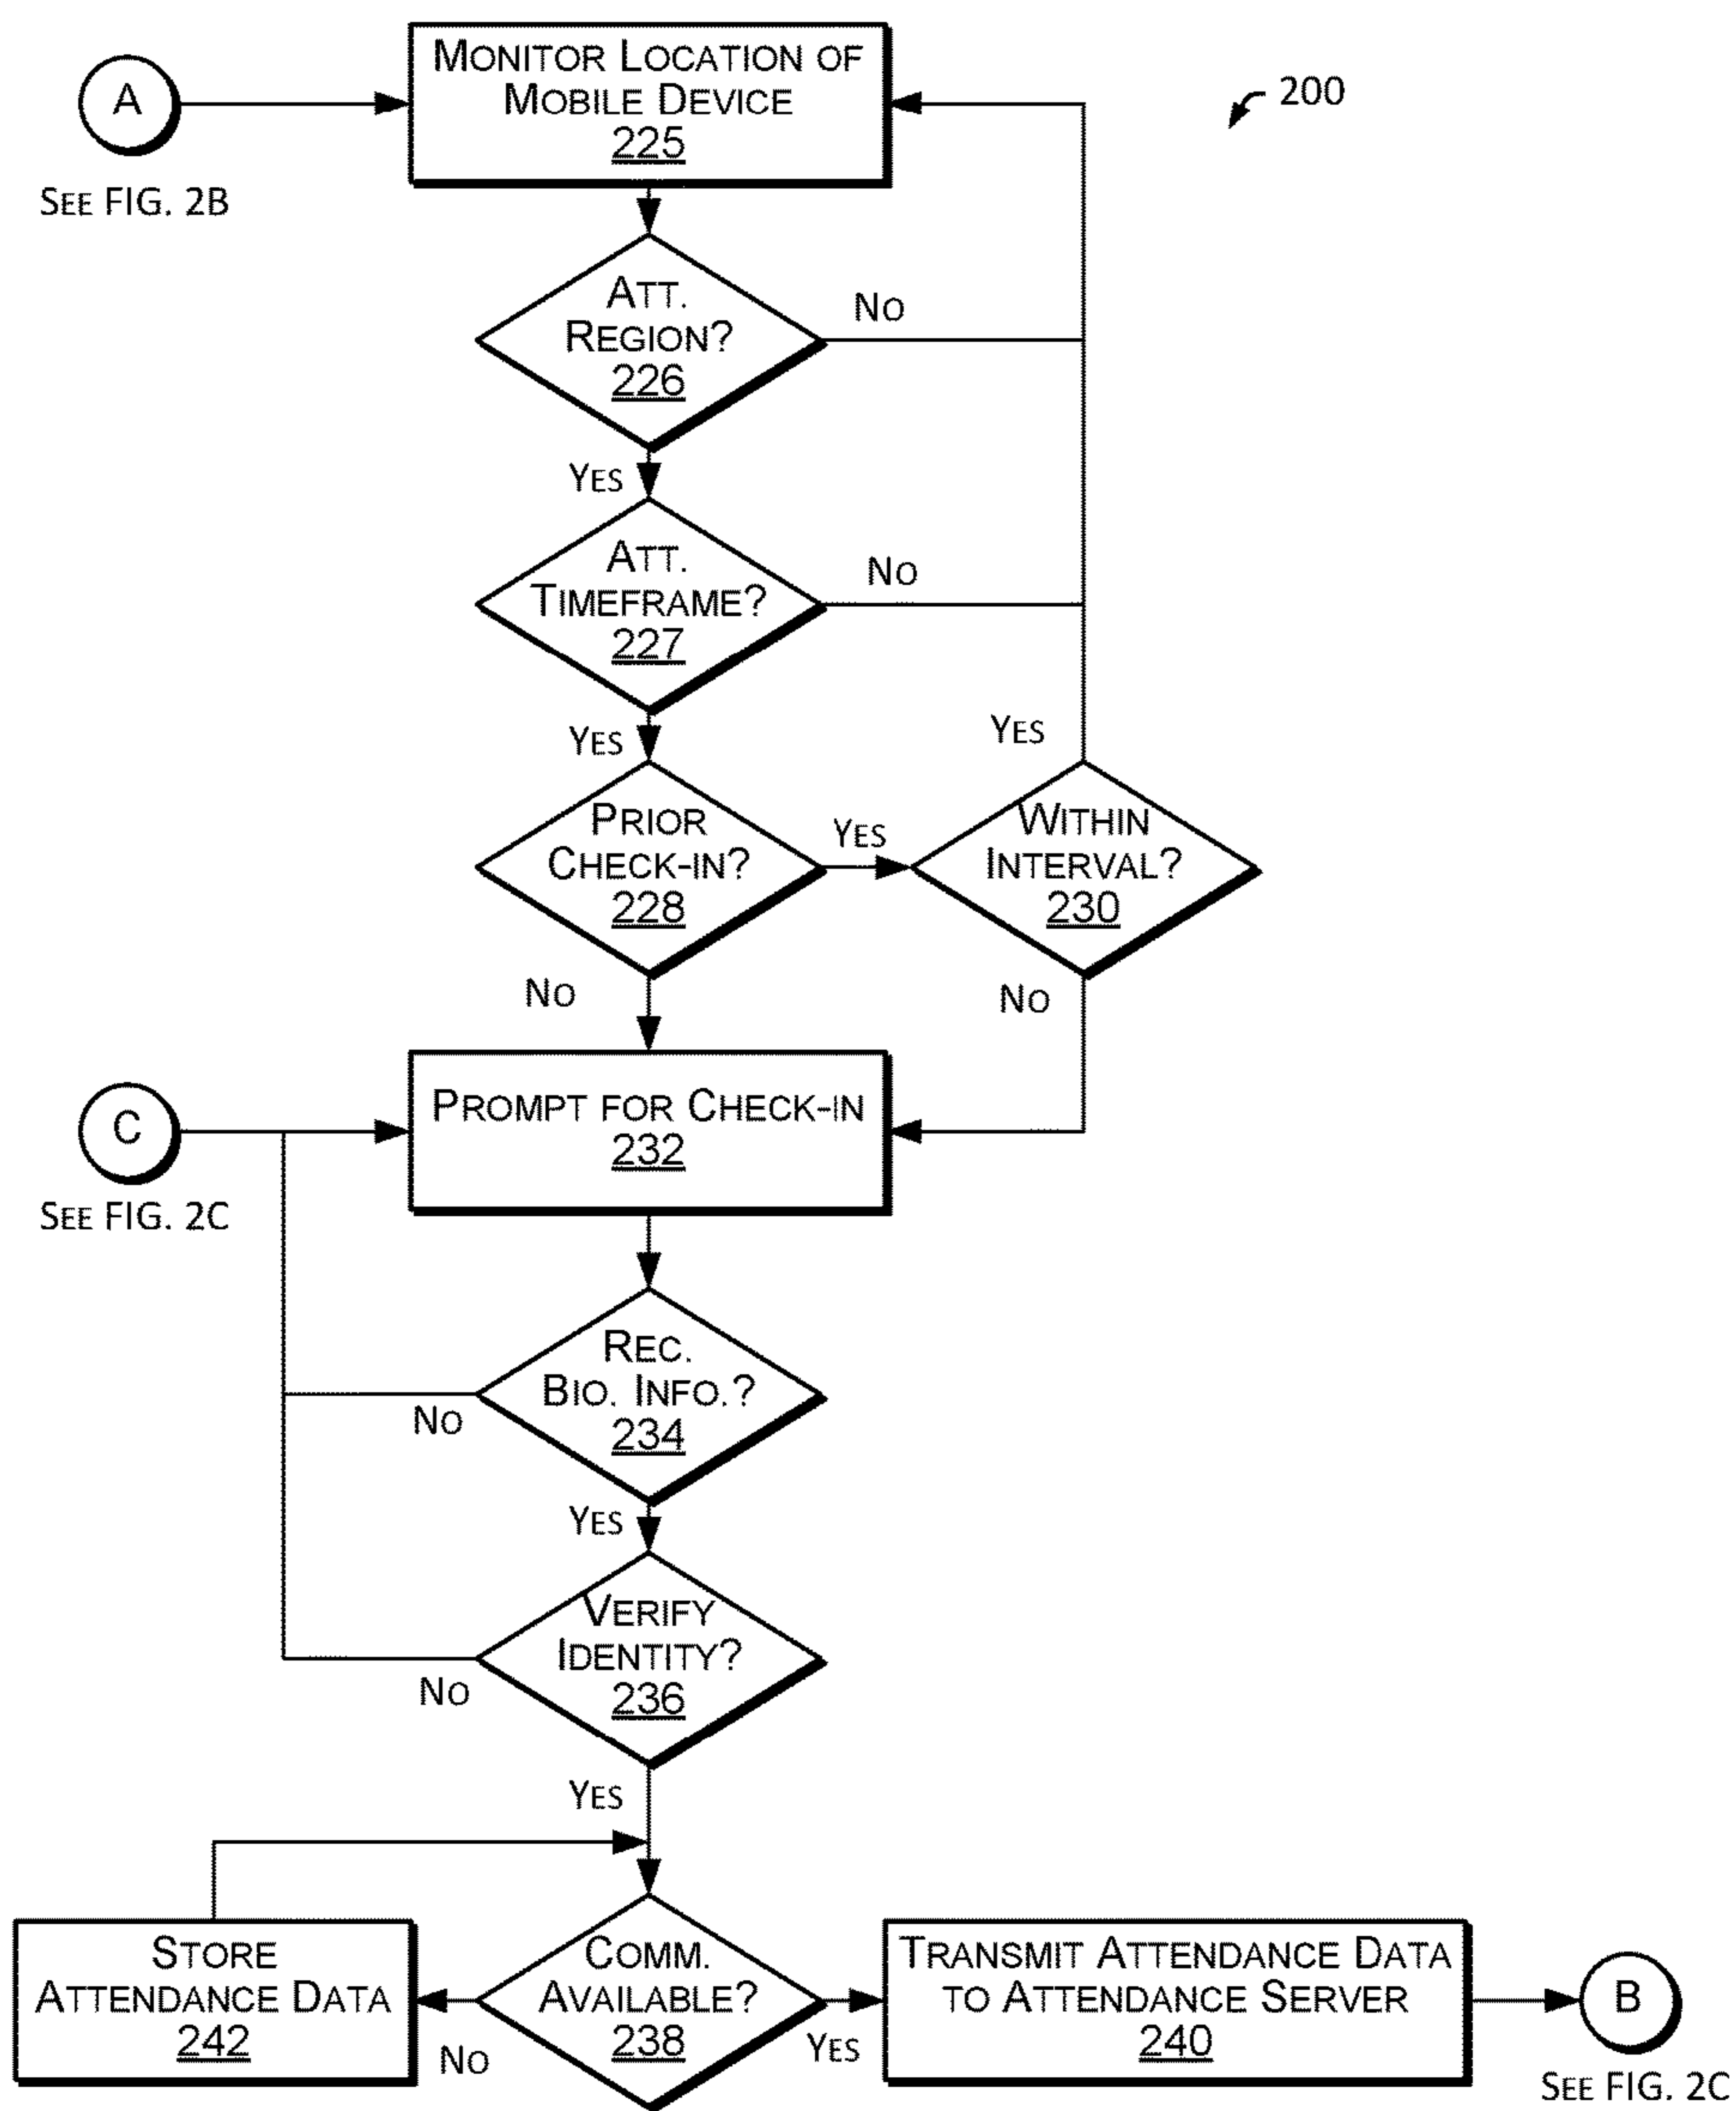 MONITOR LOCATION OF
MOBILE DEVICE
225
A
SEE FIG. 2B
200
ATT.
REGION?
226
NO
YES
ATT.
TIMEFRAME?
227
NO
YES
YES
PRIOR
CHECK-IN?
228
YES
WITHIN
INTERVAL?
230
NO
NO
C
SEE FIG. 2C
PROMPT FOR CHECK-IN
232
REC.
BIO. INFO.?
234
NO
YES
VERIFY
IDENTITY?
236
NO
YES
STORE
ATTENDANCE DATA
242
NO
COMM.
AVAILABLE?
238
YES
TRANSMIT ATTENDANCE DATA
TO ATTENDANCE SERVER
240
B
SEE FIG. 2C